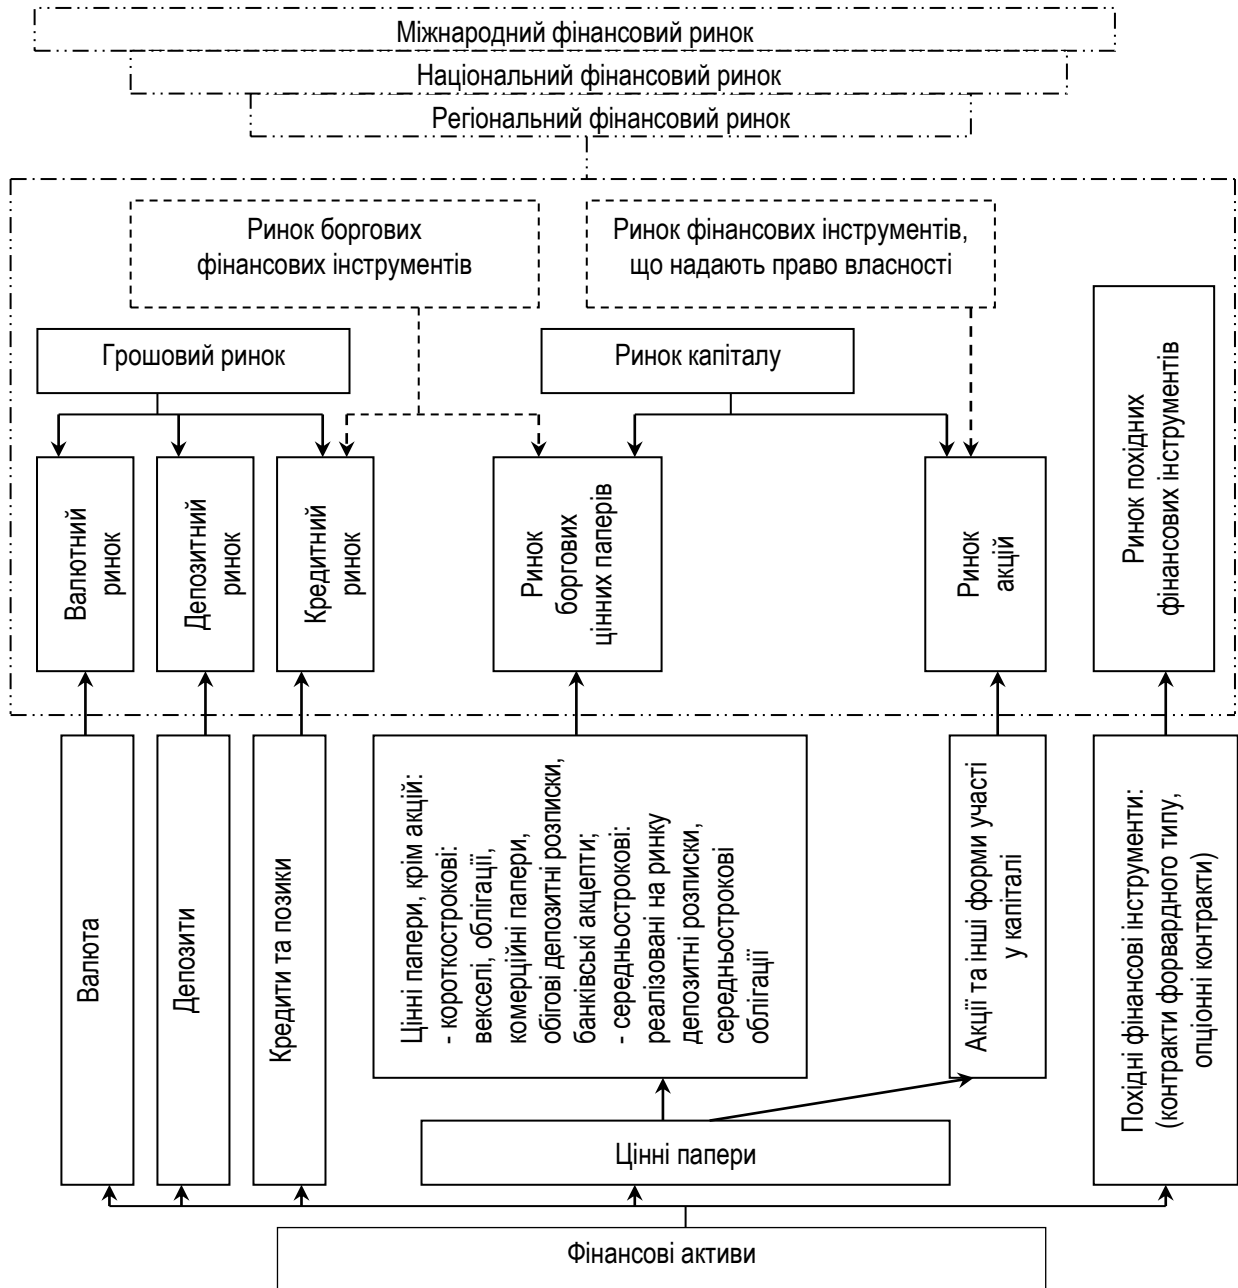 Міжнародний фінансовий ринок
Національний фінансовий ринок
Регіональний фінансовий ринок
Ринок боргових
фінансових інструментів
Ринок фінансових інструментів,
що надають право власності
Грошовий ринок
Ринок капіталу
Валютний
ринок
Депозитний
ринок
Кредитний
ринок
Ринок
боргових
цінних паперів
Ринок
акцій
Ринок похідних
фінансових інструментів
Валюта
Депозити
Кредити та позики
Цінні папери, крім акцій:
- короткострокові:
векселі, облігації,
комерційні папери,
обігові депозитні розписки,
банківські акцепти;
- середньострокові:
реалізовані на ринку
депозитні розписки,
середньострокові
облігації
Акції та інші форми участі
у капіталі
Похідні фінансові інструменти:
(контракти форвардного типу,
опціонні контракти)
Цінні папери
Фінансові активи